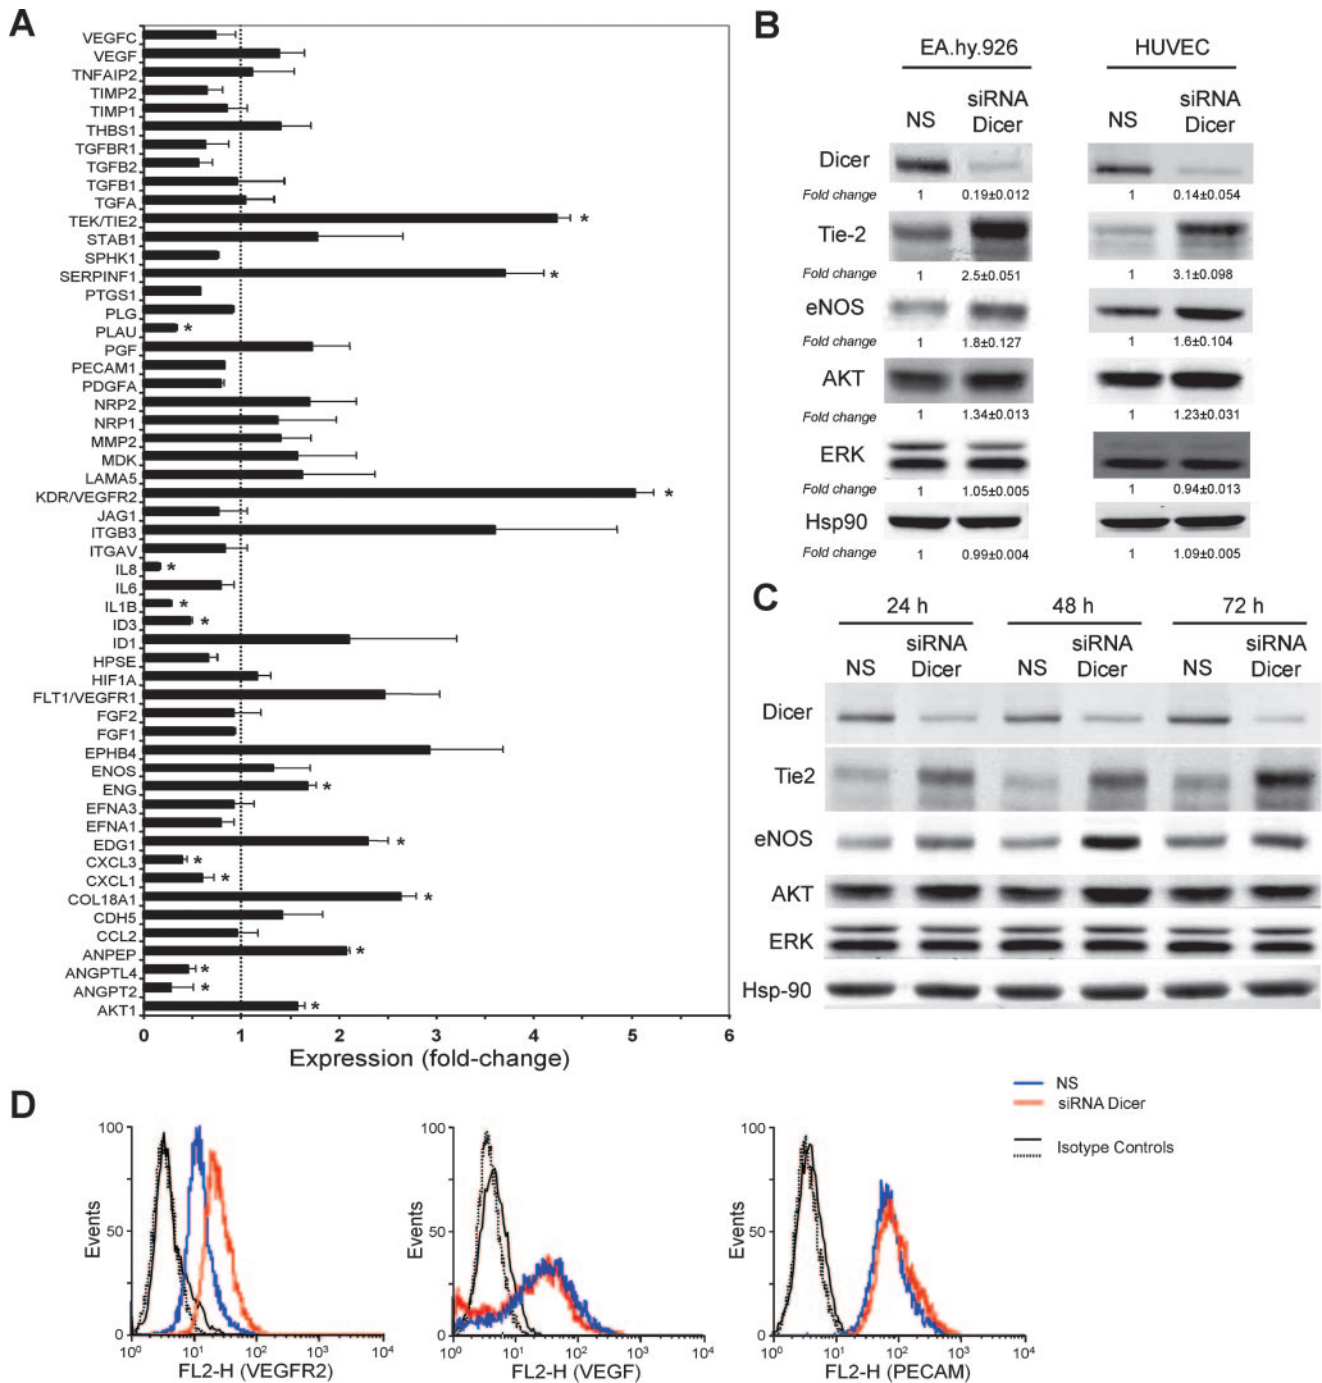 A
VEGFC
VEGF
TNFAIP2
TIMP2
TIMP1
THBS1
TGFBR1
TGFB2
TGFB1
TGFA
TEK/TIE2 *
STAB1
SPHK1
SERPINF1 *
PTGS1
PLG
PLAU *
PGF
PECAM1
PDGFA
NRP2
NRP1
MMP2
MDK
LAMA5
KDR/VEGFR2 *
JAG1
ITGB3
ITGAV
IL8 *
IL6
IL1B *
ID3 *
ID1
HPSE
HIF1A
FLT1/VEGFR1
FGF2
FGF1
EPHB4
ENOS
ENG *
EFNA3
EFNA1
EDG1 *
CXCL3 *
CXCL1 *
COL18A1 *
CDH5
CCL2
ANPEP *
ANGPTL4 *
ANGPT2 *
AKT1 *
0 1 2 3 4 5 6
Expression (fold-change)
B
EA.hy.926 HUVEC
NS siRNA Dicer NS siRNA Dicer
Dicer
Fold change 1 0.19±0.012 1 0.14±0.054
Tie-2
Fold change 1 2.5±0.051 1 3.1±0.098
eNOS
Fold change 1 1.8±0.127 1 1.6±0.104
AKT
Fold change 1 1.34±0.013 1 1.23±0.031
ERK
Fold change 1 1.05±0.005 1 0.94±0.013
Hsp90
Fold change 1 0.99±0.004 1 1.09±0.005
C
24 h 48 h 72 h
NS siRNA Dicer NS siRNA Dicer NS siRNA Dicer
Dicer
Tie2
eNOS
AKT
ERK
Hsp-90
D
NS
siRNA Dicer
Isotype Controls
100
50
0
Events
10⁰ 10¹ 10² 10³ 10⁴
FL2-H (VEGFR2)
100
50
0
Events
10⁰ 10¹ 10² 10³ 10⁴
FL2-H (VEGF)
100
50
0
Events
10⁰ 10¹ 10² 10³ 10⁴
FL2-H (PECAM)